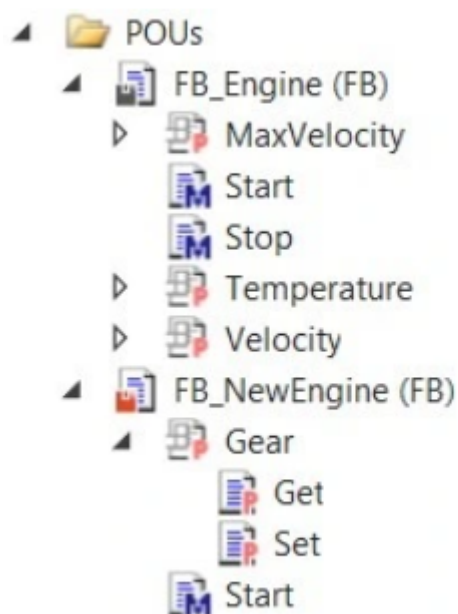 POUs
FB_Engine (FB)
MaxVelocity
Start
Stop
Temperature
Velocity
FB_NewEngine (FB)
Gear
Get
Set
Start